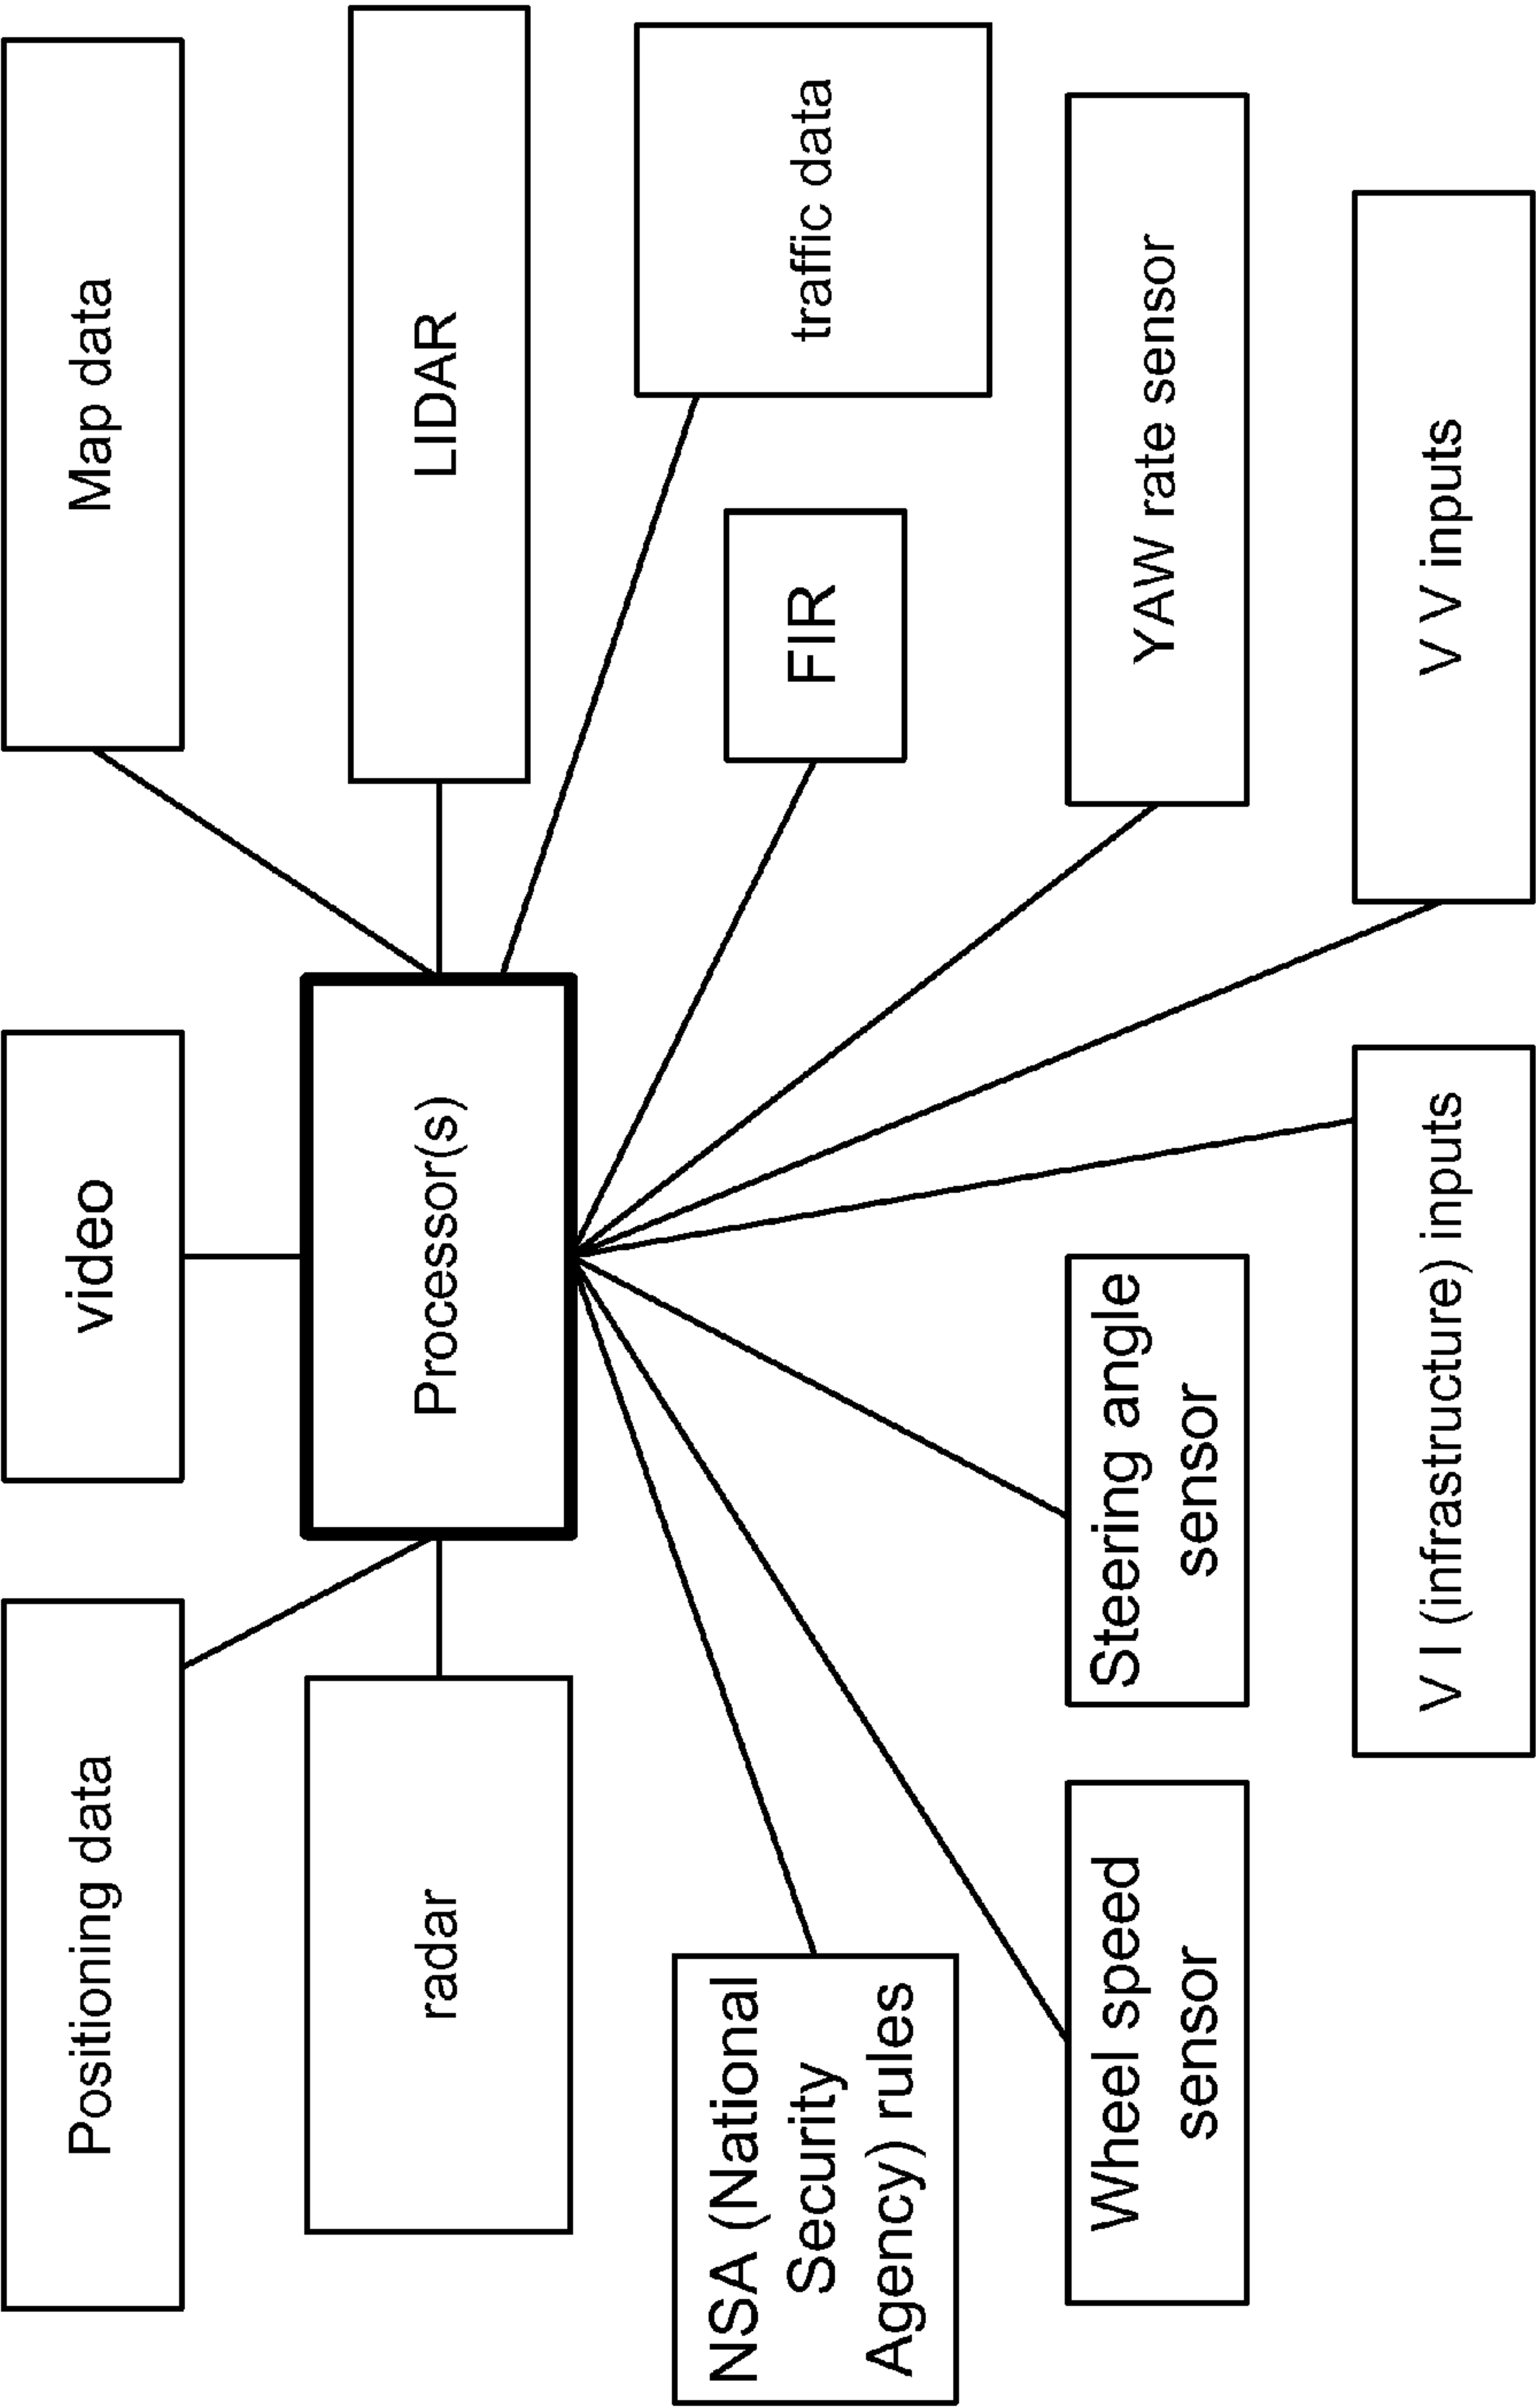 Positioning data
video
Map data
radar
Processor(s)
LIDAR
NSA (National
Security
Agency) rules
FIR
traffic data
Wheel speed
sensor
Steering angle
sensor
YAW rate sensor
V I (infrastructure) inputs
V V inputs